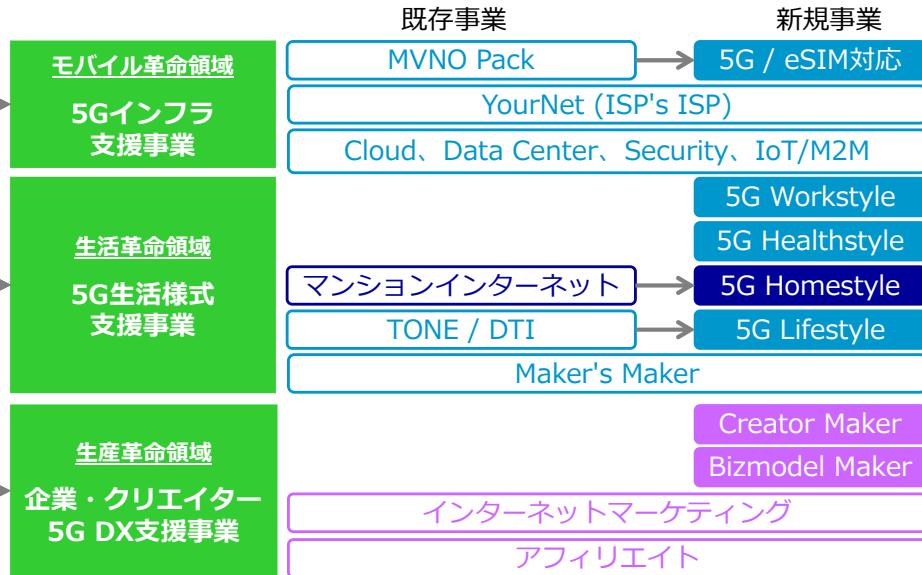 既存事業
新規事業
モバイル革命領域
5Gインフラ
支援事業
MVNO Pack
5G / eSIM対応
YourNet (ISP's ISP)
Cloud、Data Center、Security、IoT/M2M
生活革命領域
5G生活様式
支援事業
5G Workstyle
5G Healthstyle
マンションインターネット
5G Homestyle
TONE / DTI
5G Lifestyle
Maker's Maker
生産革命領域
企業・クリエイター
5G DX支援事業
Creator Maker
Bizmodel Maker
インターネットマーケティング
アフィリエイト